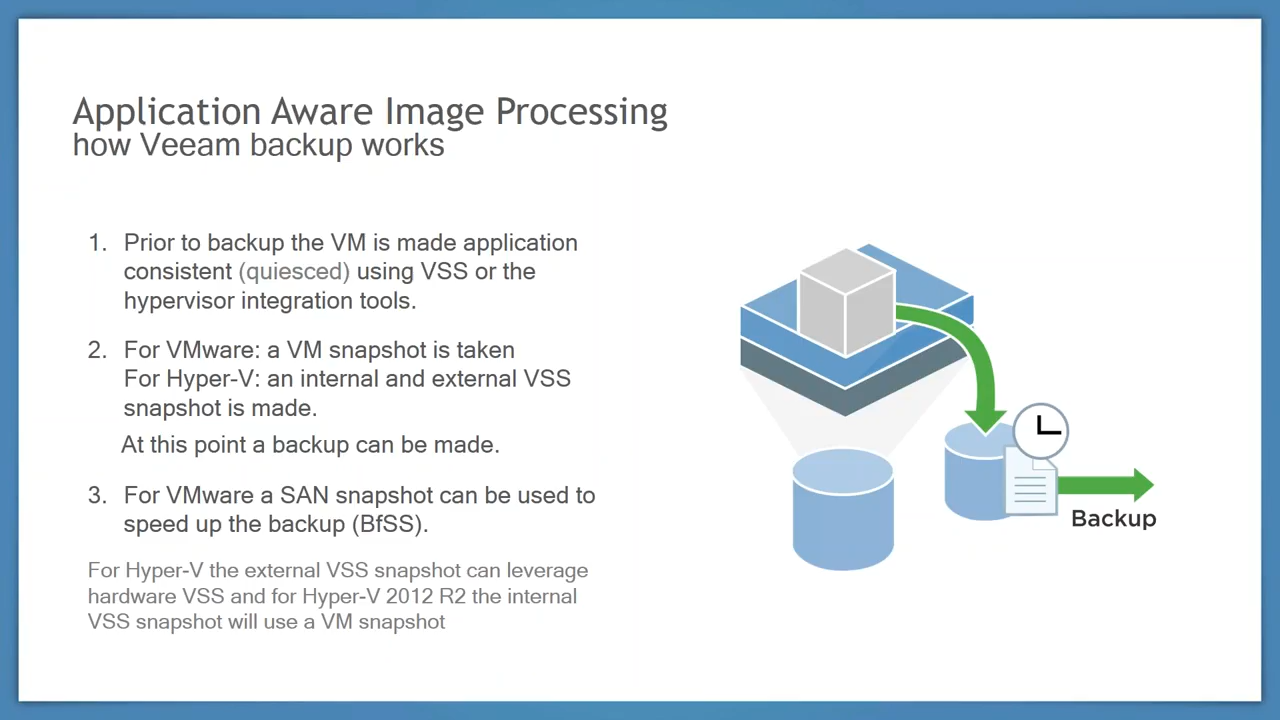 Application Aware Image Processing
how Veeam backup works
1. Prior to backup the VM is made application
consistent (quiesced) using VSS or the
hypervisor integration tools.
2. For VMware: a VM snapshot is taken
For Hyper-V: an internal and external VSS
snapshot is made.
At this point a backup can be made.
3. For VMware a SAN snapshot can be used to
speed up the backup (BfSS).
For Hyper-V the external VSS snapshot can leverage
hardware VSS and for Hyper-V 2012 R2 the internal
VSS snapshot will use a VM snapshot
Backup